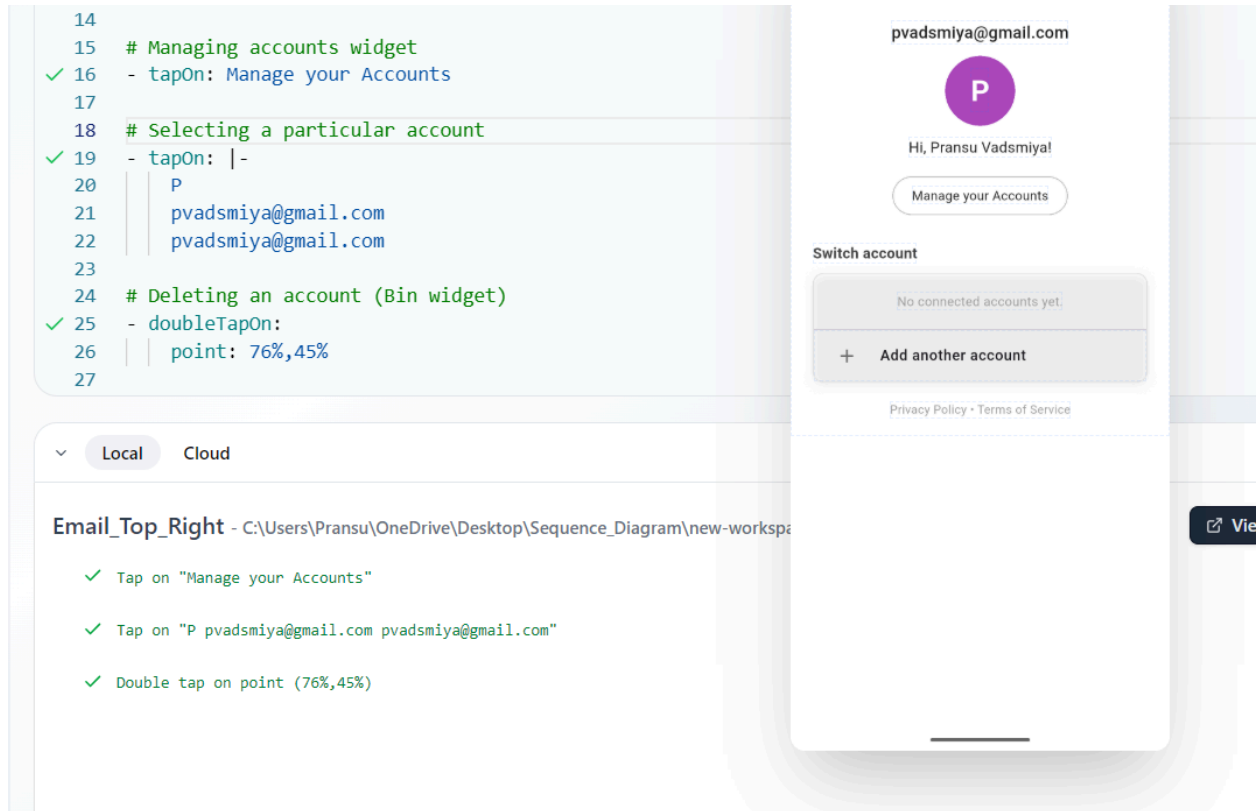 14
15 # Managing accounts widget
16 - tapOn: Manage your Accounts
17
18 # Selecting a particular account
19 - tapOn: |-
20 P
21 pvadsmiya@gmail.com
22 pvadsmiya@gmail.com
23
24 # Deleting an account (Bin widget)
25 - doubleTapOn:
26 point: 76%,45%
27
Local Cloud
Email_Top_Right - C:\Users\Pransu\OneDrive\Desktop\Sequence_Diagram\new-workspa
Tap on "Manage your Accounts"
Tap on "P pvadsmiya@gmail.com pvadsmiya@gmail.com"
Double tap on point (76%,45%)
pvadsmiya@gmail.com
P
Hi, Pransu Vadsmiya!
Manage your Accounts
Switch account
No connected accounts yet.
+ Add another account
Privacy Policy • Terms of Service
Vie